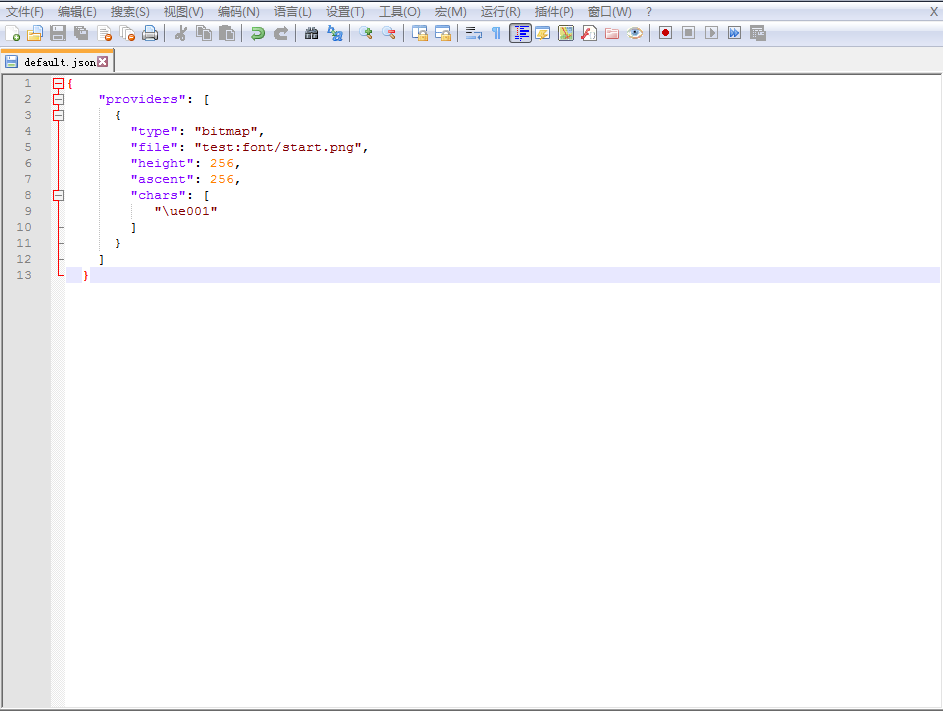 文件(F) 编辑(E) 搜索(S) 视图(V) 编码(N) 语言(L) 设置(T) 工具(O) 宏(M) 运行(R) 插件(P) 窗口(W) ? X
default.json
1 {
2 "providers": [
3 {
4 "type": "bitmap",
5 "file": "test:font/start.png",
6 "height": 256,
7 "ascent": 256,
8 "chars": [
9 "\ue001"
10 ]
11 }
12 ]
13 }